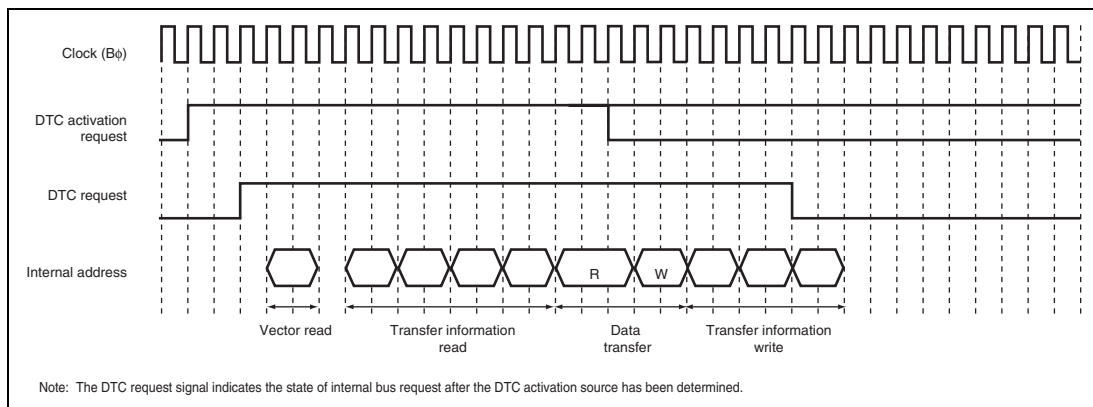 Clock (Bϕ)
DTC activation
request
DTC request
Internal address
R
W
Vector read
Transfer information
read
Data
transfer
Transfer information
write
Note: The DTC request signal indicates the state of internal bus request after the DTC activation source has been determined.